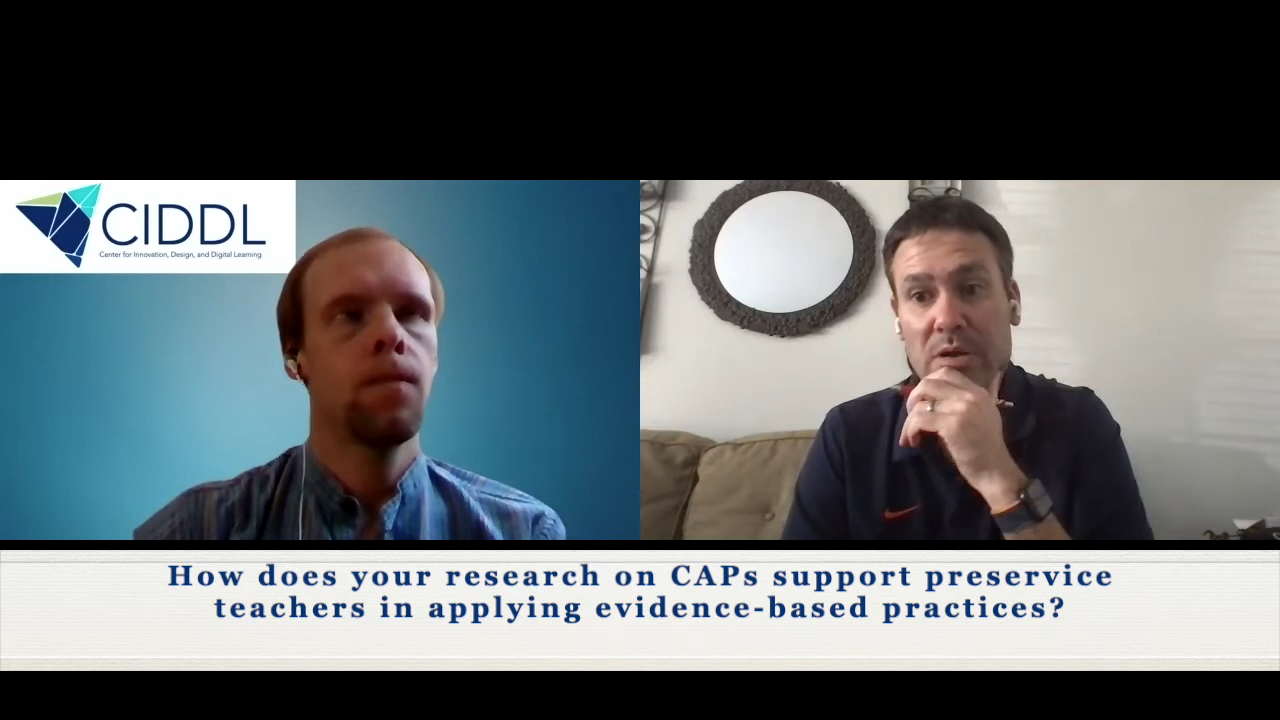 CIDDL
Center for Innovation, Design, and Digital Learning
How does your research on CAPs support preservice
teachers in applying evidence-based practices?